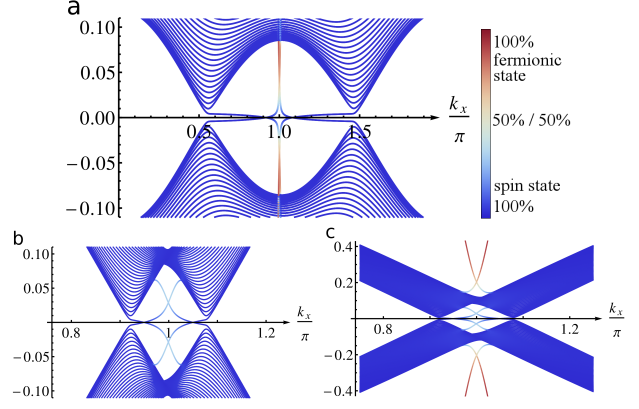 a
0.10
0.05
0.00
−0.05
−0.10
0.5
1.0
1.5
k_x
π
100%
fermionic
state
50% / 50%
spin state
100%
b
0.10
0.05
−0.05
−0.10
0.8
1
1.2
k_x
π
c
0.4
0.2
−0.2
−0.4
0.8
1.2
k_x
π